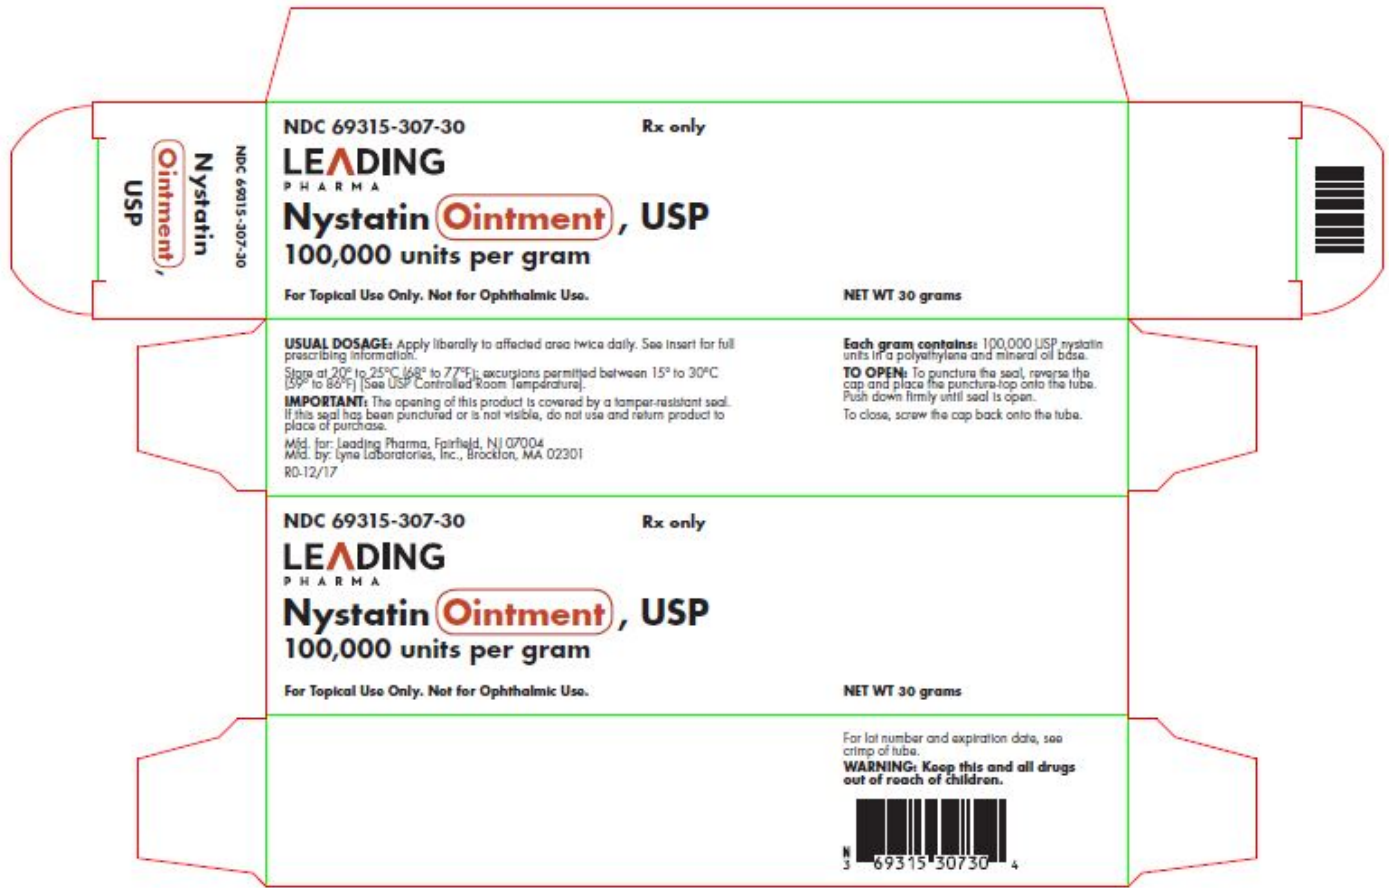 NDC 69315-307-30
Nystatin
Ointment,
USP
NDC 69315-307-30 Rx only
LEADING
PHARMA
Nystatin Ointment, USP
100,000 units per gram
For Topical Use Only. Not for Ophthalmic Use. NET WT 30 grams
USUAL DOSAGE: Apply liberally to affected area twice daily. See insert for full
prescribing information.
Store at 20° to 25°C (68° to 77°F); excursions permitted between 15° to 30°C
(59° to 86°F) [See USP Controlled Room Temperature].
IMPORTANT: The opening of this product is covered by a tamper-resistant seal.
If this seal has been punctured or is not visible, do not use and return product to
place of purchase.
Mfd. for: Leading Pharma, Fairfield, NJ 07004
Mfd. by: Lyne Laboratories, Inc., Brockton, MA 02301
R0-12/17
Each gram contains: 100,000 USP nystatin
units in a polyethylene and mineral oil base.
TO OPEN: To puncture the seal, reverse the
cap and place the puncture-top onto the tube.
Push down firmly until seal is open.
To close, screw the cap back onto the tube.
NDC 69315-307-30 Rx only
LEADING
PHARMA
Nystatin Ointment, USP
100,000 units per gram
For Topical Use Only. Not for Ophthalmic Use. NET WT 30 grams
For lot number and expiration date, see
crimp of tube.
WARNING: Keep this and all drugs
out of reach of children.
N
3 69315 30730 4